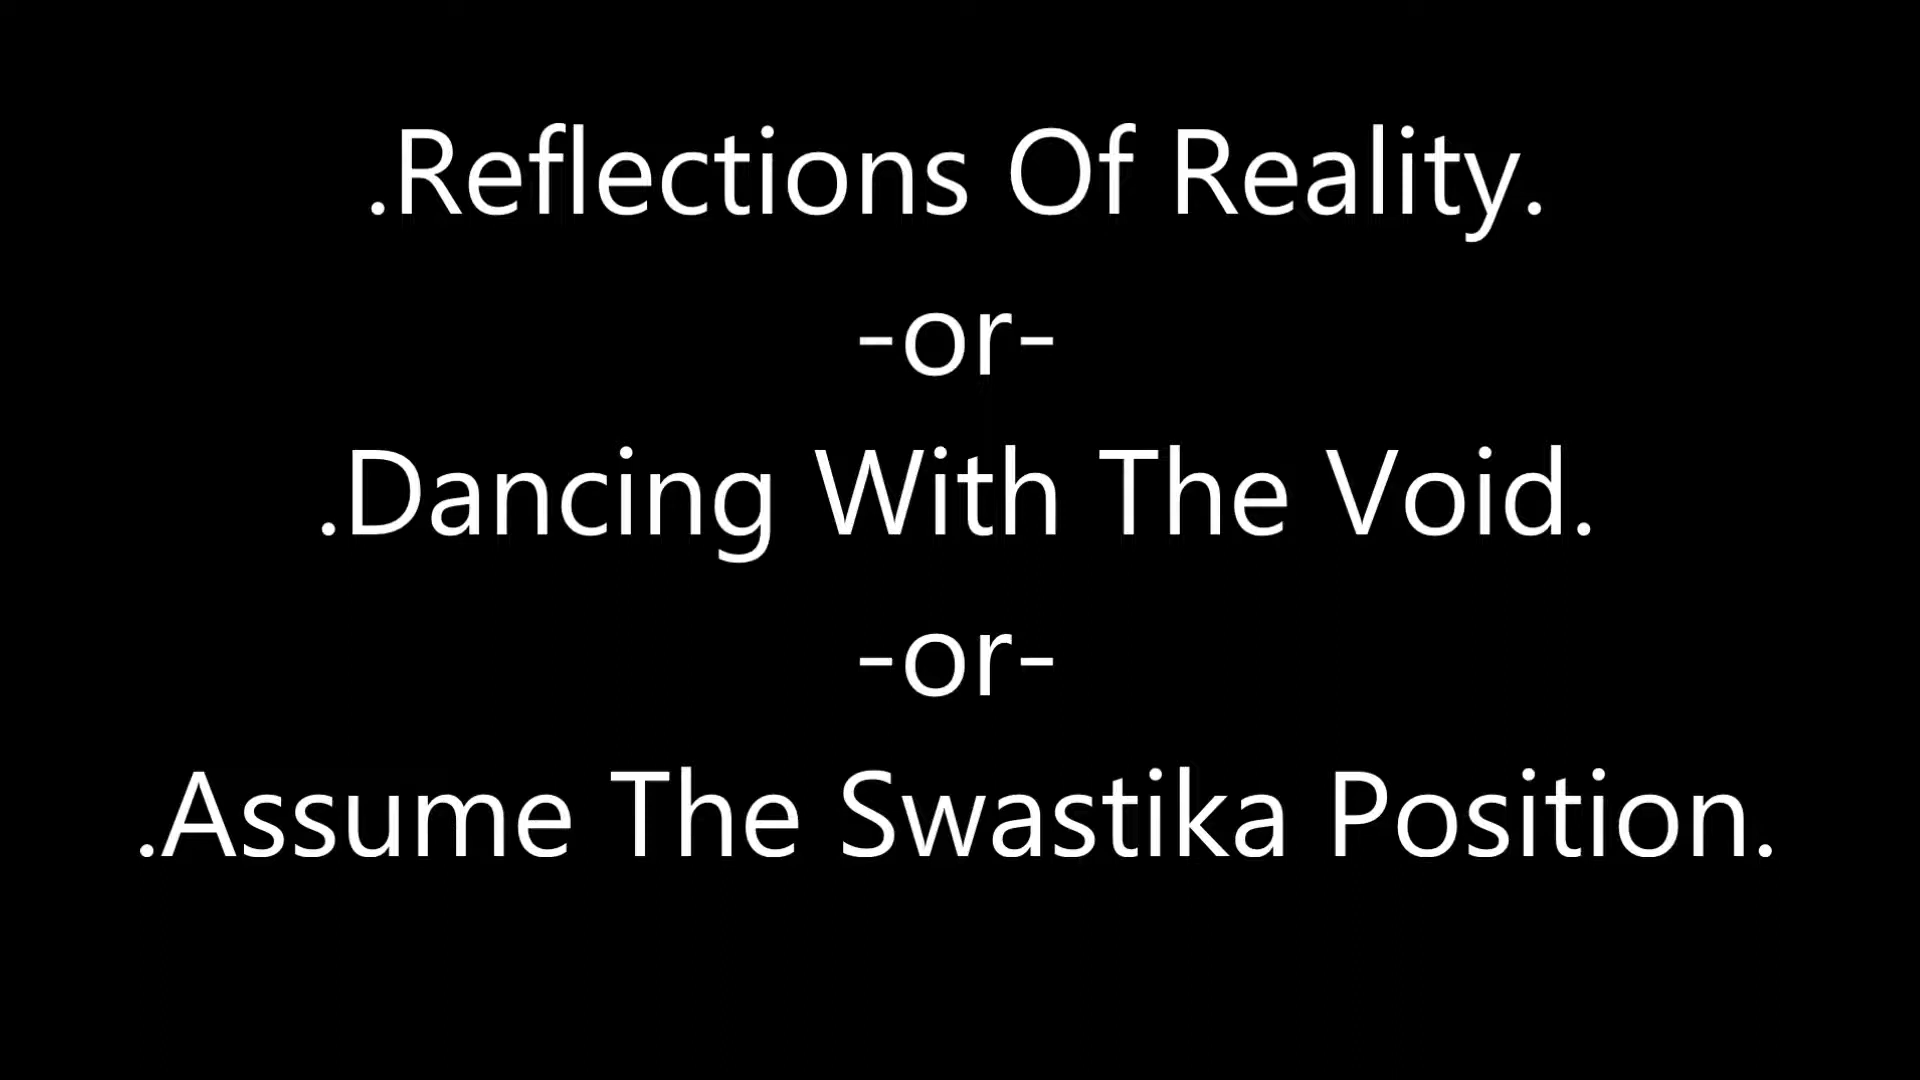 .Reflections Of Reality.
-or-
.Dancing With The Void.
-or-
.Assume The Swastika Position.